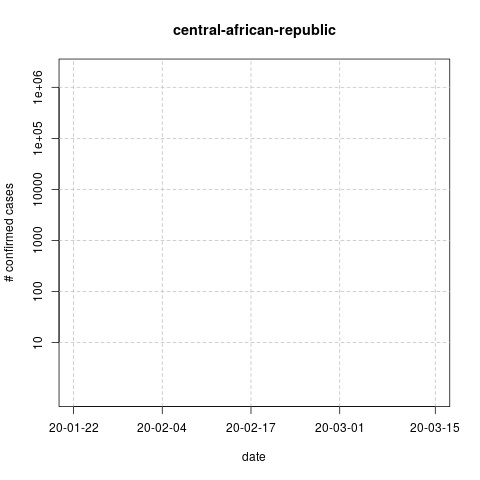 central-african-republic
# confirmed cases
1e+06
1e+05
10000
1000
100
10
20-01-22
20-02-04
20-02-17
20-03-01
20-03-15
date